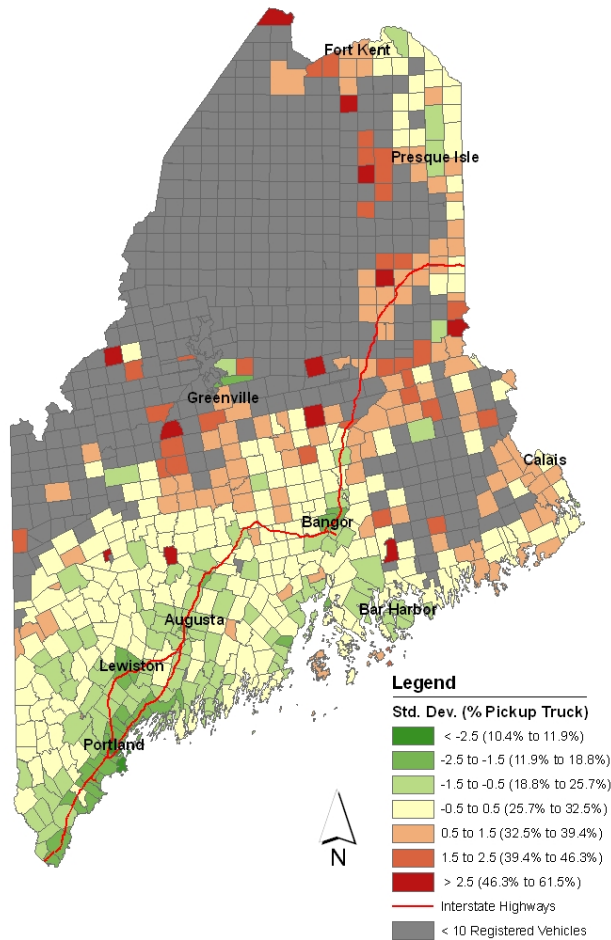 Fort Kent
Presque Isle
Greenville
Calais
Bangor
Bar Harbor
Augusta
Lewiston
Portland
N
Legend
Std. Dev. (% Pickup Truck)
< -2.5 (10.4% to 11.9%)
-2.5 to -1.5 (11.9% to 18.8%)
-1.5 to -0.5 (18.8% to 25.7%)
-0.5 to 0.5 (25.7% to 32.5%)
0.5 to 1.5 (32.5% to 39.4%)
1.5 to 2.5 (39.4% to 46.3%)
> 2.5 (46.3% to 61.5%)
Interstate Highways
< 10 Registered Vehicles